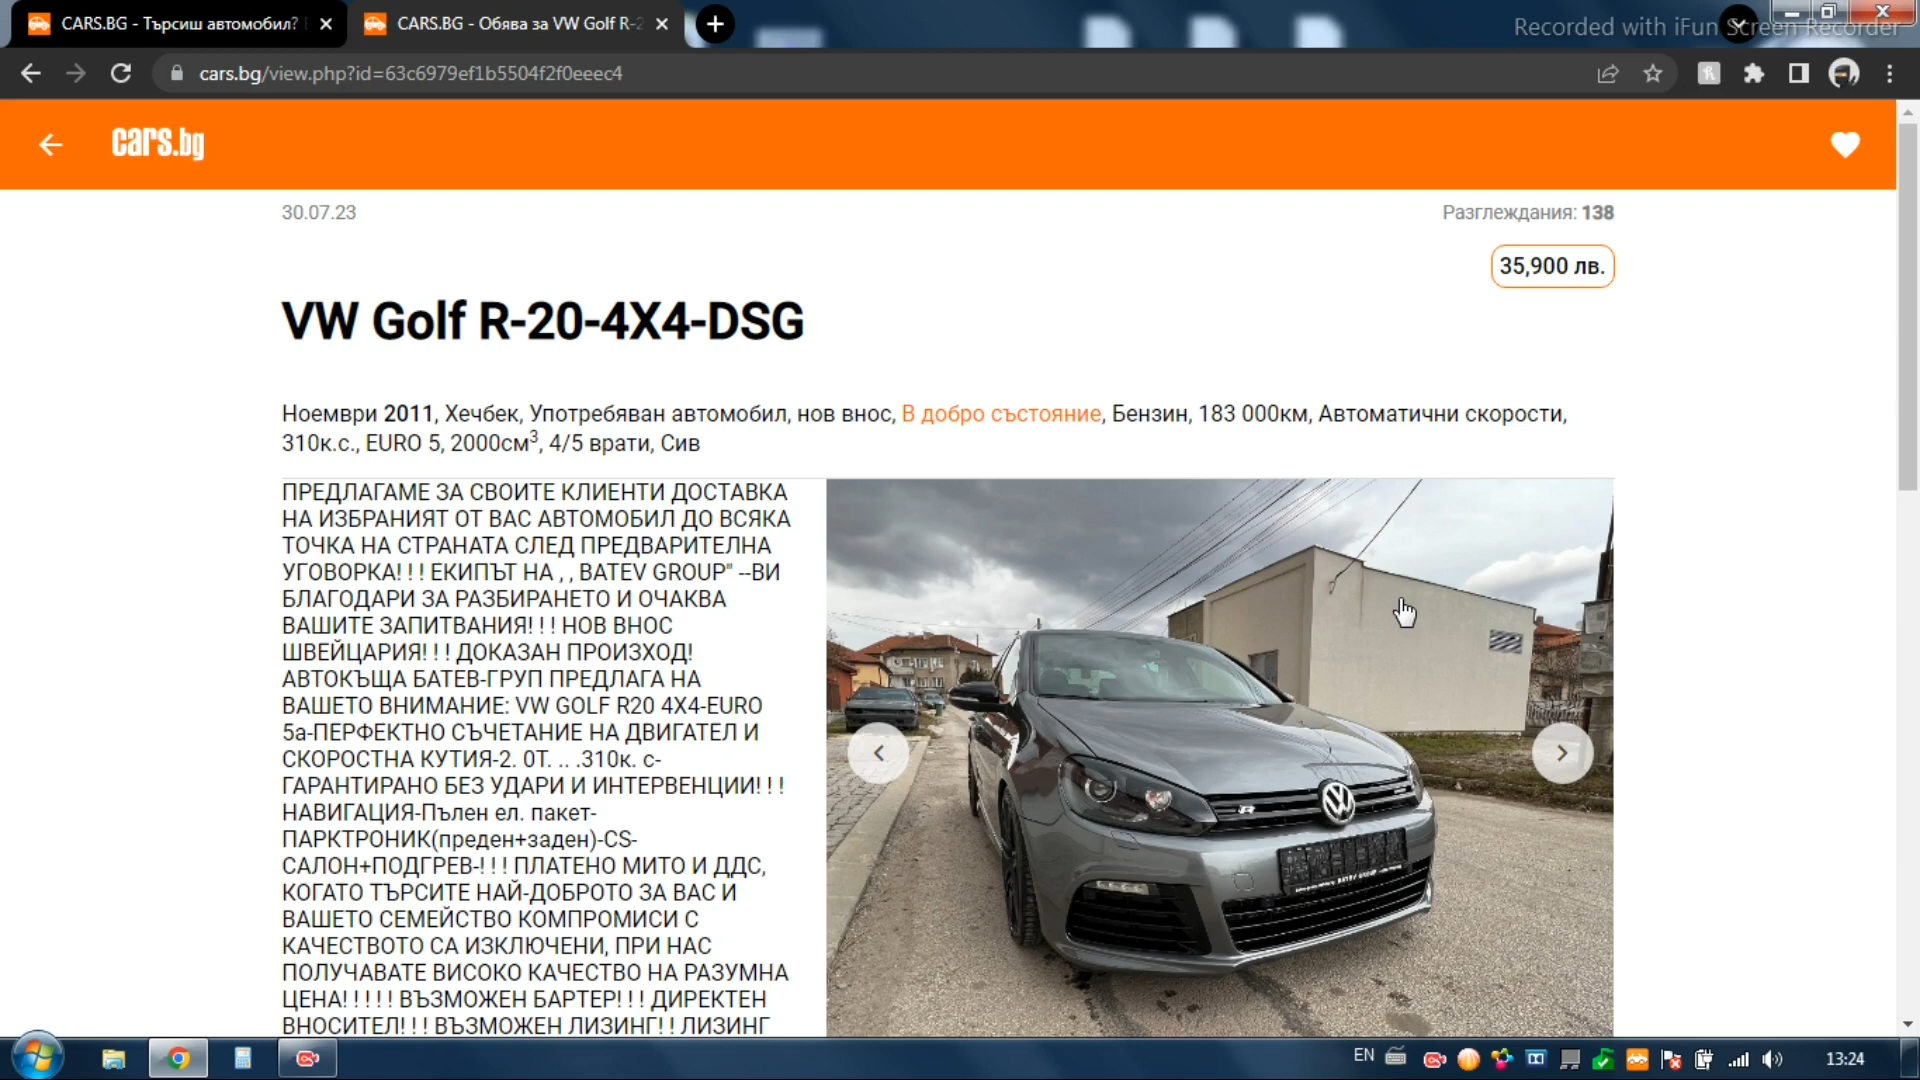 CARS.BG - Търсиш автомобил?
CARS.BG - Обява за VW Golf R-2
Recorded with iFun Screen Recorder
cars.bg/view.php?id=63c6979ef1b5504f2f0eeec4
cars.bg
30.07.23
Разглеждания: 138
35,900 лв.
VW Golf R-20-4X4-DSG
Ноември 2011, Хечбек, Употребяван автомобил, нов внос, В добро състояние, Бензин, 183 000км, Автоматични скорости,
310к.с., EURO 5, 2000см³, 4/5 врати, Сив
ПРЕДЛАГАМЕ ЗА СВОИТЕ КЛИЕНТИ ДОСТАВКА
НА ИЗБРАНИЯТ ОТ ВАС АВТОМОБИЛ ДО ВСЯКА
ТОЧКА НА СТРАНАТА СЛЕД ПРЕДВАРИТЕЛНА
УГОВОРКА! ! ! ЕКИПЪТ НА , , BATEV GROUP" --ВИ
БЛАГОДАРИ ЗА РАЗБИРАНЕТО И ОЧАКВА
ВАШИТЕ ЗАПИТВАНИЯ! ! ! НОВ ВНОС
ШВЕЙЦАРИЯ! ! ! ДОКАЗАН ПРОИЗХОД!
АВТОКЪЩА БАТЕВ-ГРУП ПРЕДЛАГА НА
ВАШЕТО ВНИМАНИЕ: VW GOLF R20 4X4-EURO
5a-ПЕРФЕКТНО СЪЧЕТАНИЕ НА ДВИГАТЕЛ И
СКОРОСТНА КУТИЯ-2. 0Т. .. .310к. с-
ГАРАНТИРАНО БЕЗ УДАРИ И ИНТЕРВЕНЦИИ! ! !
НАВИГАЦИЯ-Пълен ел. пакет-
ПАРКТРОНИК(преден+заден)-CS-
САЛОН+ПОДГРЕВ-! ! ! ПЛАТЕНО МИТО И ДДС,
КОГАТО ТЪРСИТЕ НАЙ-ДОБРОТО ЗА ВАС И
ВАШЕТО СЕМЕЙСТВО КОМПРОМИСИ С
КАЧЕСТВОТО СА ИЗКЛЮЧЕНИ, ПРИ НАС
ПОЛУЧАВАТЕ ВИСОКО КАЧЕСТВО НА РАЗУМНА
ЦЕНА! ! ! ! ! ВЪЗМОЖЕН БАРТЕР! ! ! ДИРЕКТЕН
ВНОСИТЕЛ! ! ! ВЪЗМОЖЕН ЛИЗИНГ! ! ЛИЗИНГ
R
BATEV GROUP
EN
13:24